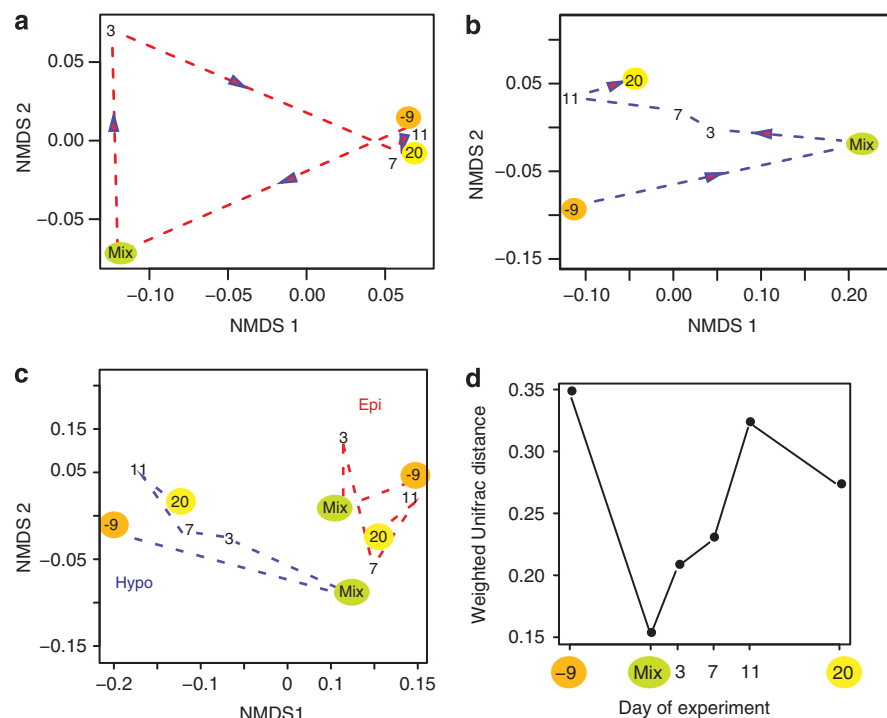 a
3
0.05
0.00
−0.05
NMDS 2
-9
11
20
7
Mix
−0.10
−0.05
0.00
0.05
NMDS 1
b
0.05
−0.05
−0.15
NMDS 2
20
11
7
3
Mix
-9
−0.10
0.00
0.10
0.20
NMDS 1
c
0.15
0.05
−0.05
−0.15
NMDS 2
Epi
3
11
-9
20
Mix
11
-9
7
3
20
7
Hypo
Mix
−0.2
−0.1
0
0.1
0.15
NMDS1
d
0.35
0.30
0.25
0.20
0.15
Weighted Unifrac distance
−9
Mix
3
7
11
20
Day of experiment